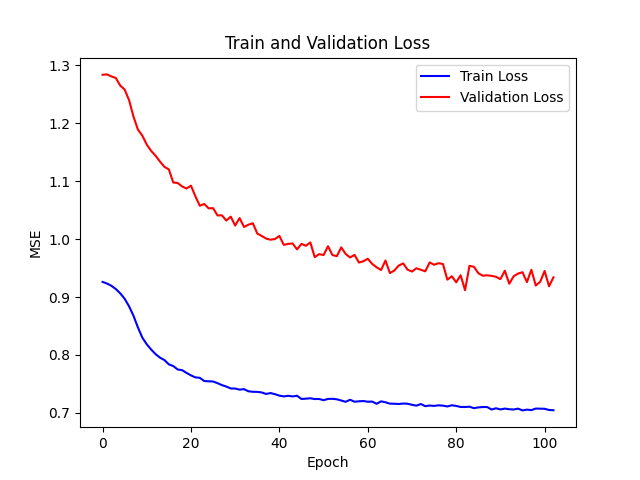 Train and Validation Loss
Train Loss
Validation Loss
MSE
1.3
1.2
1.1
1.0
0.9
0.8
0.7
0 20 40 60 80 100
Epoch